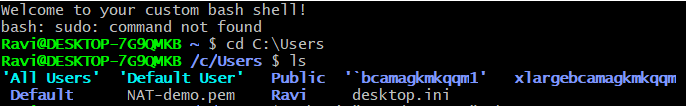 Welcome to your custom bash shell!
bash: sudo: command not found
Ravi@DESKTOP-7G9QMKB ~ $ cd C:\Users
Ravi@DESKTOP-7G9QMKB /c/Users $ ls
'All Users' 'Default User' Public '`bcamagkmkqqm1' xlargebcamagkmkqqm
Default NAT-demo.pem Ravi desktop.ini